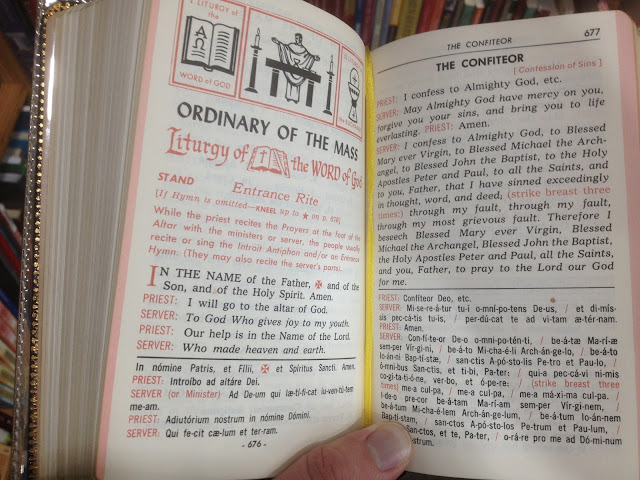 LITURGY of
the
WORD of GOD
Α Ω
ORDINARY OF THE MASS
Liturgy of the WORD of God
STAND Entrance Rite
[If Hymn is omitted—KNEEL up to ★ on p. 678]
While the priest recites the Prayers at the foot of the
Altar with the ministers or server, the people usually
recite or sing the Introit Antiphon and/or an Entrance
Hymn. (They may also recite the server's parts).
IN THE NAME of the Father, ✠ and of the
Son, and of the Holy Spirit. Amen.
PRIEST: I will go to the altar of God.
SERVER: To God Who gives joy to my youth.
PRIEST: Our help is in the Name of the Lord.
SERVER: Who made heaven and earth.
In nómine Patris, et Fílii, ✠ et Spíritus Sancti. Amen.
PRIEST: Introíbo ad altáre Dei.
SERVER (or Minister) Ad De-um qui læ-tí-fi-cat ju-ven-tú-tem
me-am.
PRIEST: Adiutórium nostrum in nómine Dómini.
SERVER: Qui fe-cit cæ-lum et ter-ram.
- 676 -
THE CONFITEOR 677
THE CONFITEOR
[Confession of Sins]
PRIEST: I confess to Almighty God, etc.
SERVER: May Almighty God have mercy on you,
forgive you your sins, and bring you to life
everlasting. PRIEST: Amen.
SERVER: I confess to Almighty God, to Blessed
Mary ever Virgin, to Blessed Michael the Arch-
angel, to Blessed John the Baptist, to the Holy
Apostles Peter and Paul, to all the Saints, and
to you, Father, that I have sinned exceedingly
in thought, word, and deed; (strike breast three
times:) through my fault, through my fault,
through my most grievous fault. Therefore I
beseech Blessed Mary ever Virgin, Blessed
Michael the Archangel, Blessed John the Baptist,
the Holy Apostles Peter and Paul, all the Saints,
and you, Father, to pray to the Lord our God
for me.
PRIEST: Confíteor Deo, etc.
SERVER: Mi-se-re-á-tur tu-i o-mní-po-tens De-us, / et di-mís-
sis pec-cá-tis tu-is, / per-dú-cat te ad vi-tam æ-tér-nam.
PRIEST: Amen.
SERVER: Con-fí-te-or De-o o-mni-po-tén-ti, / be-á-tæ Ma-rí-æ
sem-per Vír-gi-ni, / be-á-to Mi-cha-é-li Arch-án-ge-lo, / be-á-to
Io-án-ni Bap-tí-stæ, / san-ctis A-pó-sto-lis Pe-tro et Pau-lo, /
ó-mni-bus San-ctis, et ti-bi, Pa-ter: / qui-a pec-cá-vi ni-mis
co-gi-ta-ti-ó-ne, ver-bo, et ó-pe-re: / (strike breast three
times) me-a cul-pa, / me-a cul-pa, / me-a má-xi-ma cul-pa. /
I-de-o pre-cor be-á-tam Ma-rí-am sem-per Vír-gi-nem, /
be-á-tum Mi-cha-é-lem Arch-án-ge-lum, / be-á-tum Io-án-nem
Bap-tí-stam, / san-ctos A-pó-sto-los Pe-trum et Pau-lum, /
San-ctos, et te, Pa-ter, / o-rá-re pro me ad Dó-mi-num
strum.